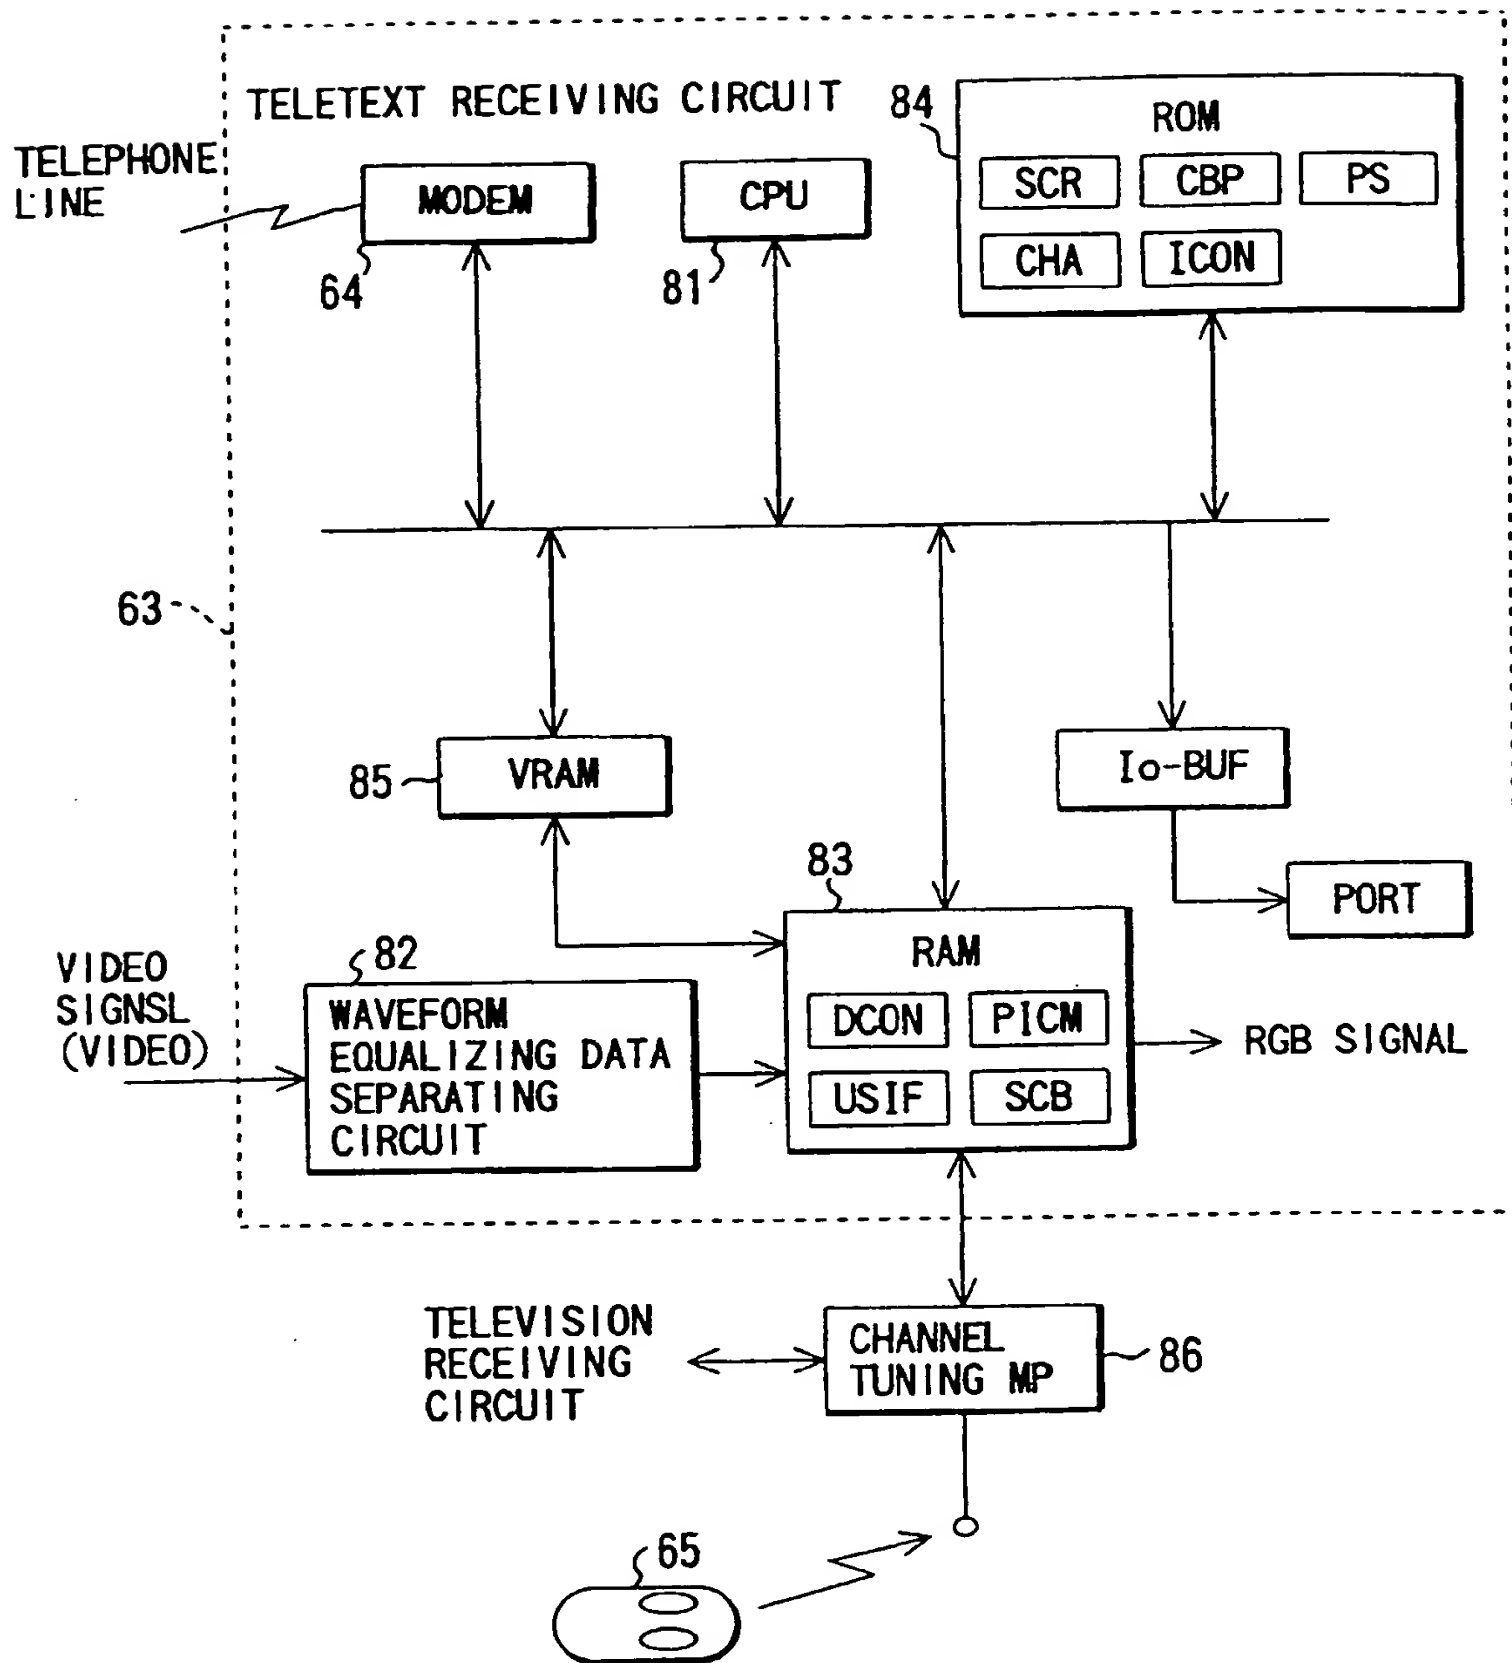 TELETEXT RECEIVING CIRCUIT
84
ROM
SCR CBP PS
CHA ICON
TELEPHONE
LINE
MODEM
64
CPU
81
63
85
VRAM
Io-BUF
PORT
83
RAM
DCON PICM
USIF SCB
RGB SIGNAL
VIDEO
SIGNSL
(VIDEO)
82
WAVEFORM
EQUALIZING DATA
SEPARATING
CIRCUIT
TELEVISION
RECEIVING
CIRCUIT
CHANNEL
TUNING MP
86
65